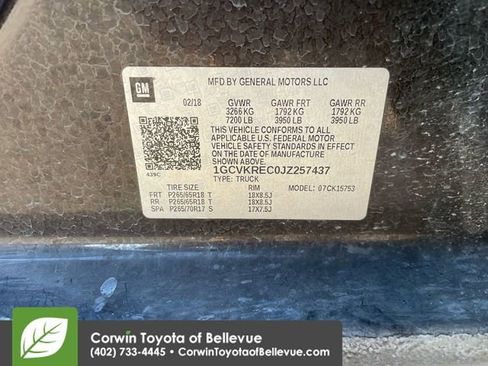 GM
MFD BY GENERAL MOTORS LLC
02/18 GVWR GAWR FRT GAWR RR
3266 KG 1792 KG 1792 KG
7200 LB 3950 LB 3950 LB
THIS VEHICLE CONFORMS TO ALL
APPLICABLE U.S. FEDERAL MOTOR
VEHICLE SAFETY STANDARDS IN EFFECT
ON THE DATE OF MANUFACTURE SHOWN ABOVE.
1GCVKREC0JZ257437
TYPE: TRUCK
TIRE SIZE RIM MODEL: 07CK15753
FRT P265/65R18 T 18X8.5J
RR P265/65R18 T 18X8.5J
SPA P265/70R17 S 17X7.5J
Corwin Toyota of Bellevue
(402) 733-4445 • CorwinToyotaofBellevue.com